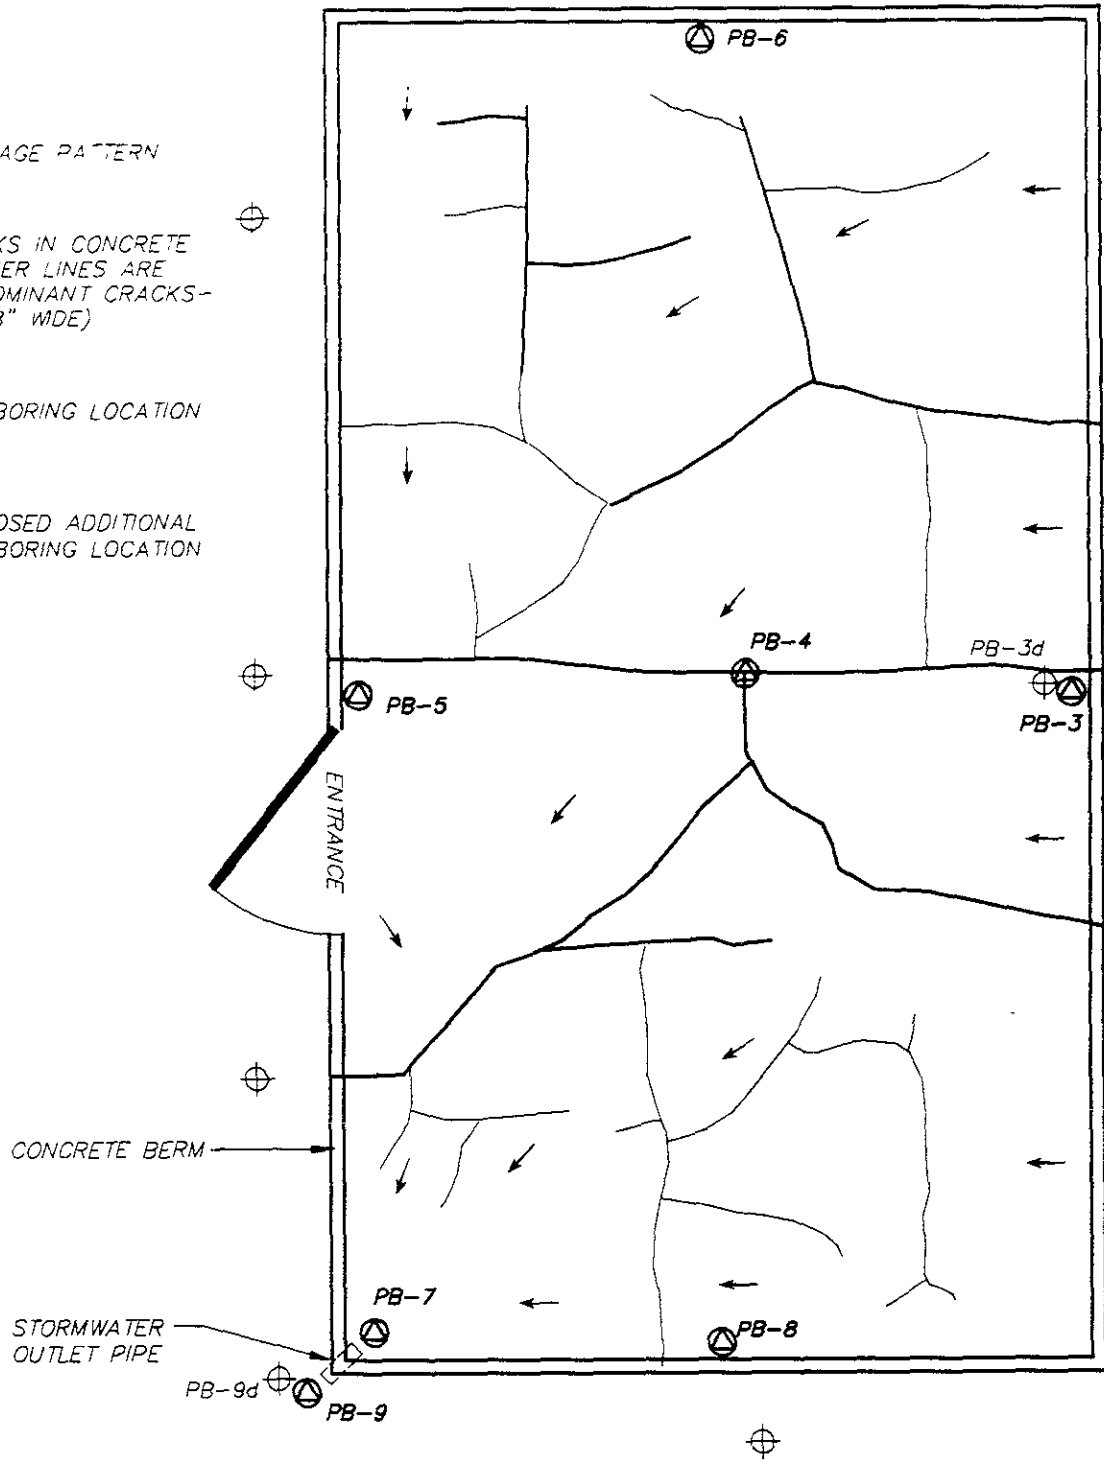 PB-6
AGE PATTERN
KS IN CONCRETE
ER LINES ARE
OMINANT CRACKS-
8" WIDE)
BORING LOCATION
OSED ADDITIONAL
BORING LOCATION
PB-4
PB-3d
PB-5
PB-3
ENTRANCE
CONCRETE BERM
PB-7
STORMWATER
OUTLET PIPE
PB-8
PB-9d
PB-9